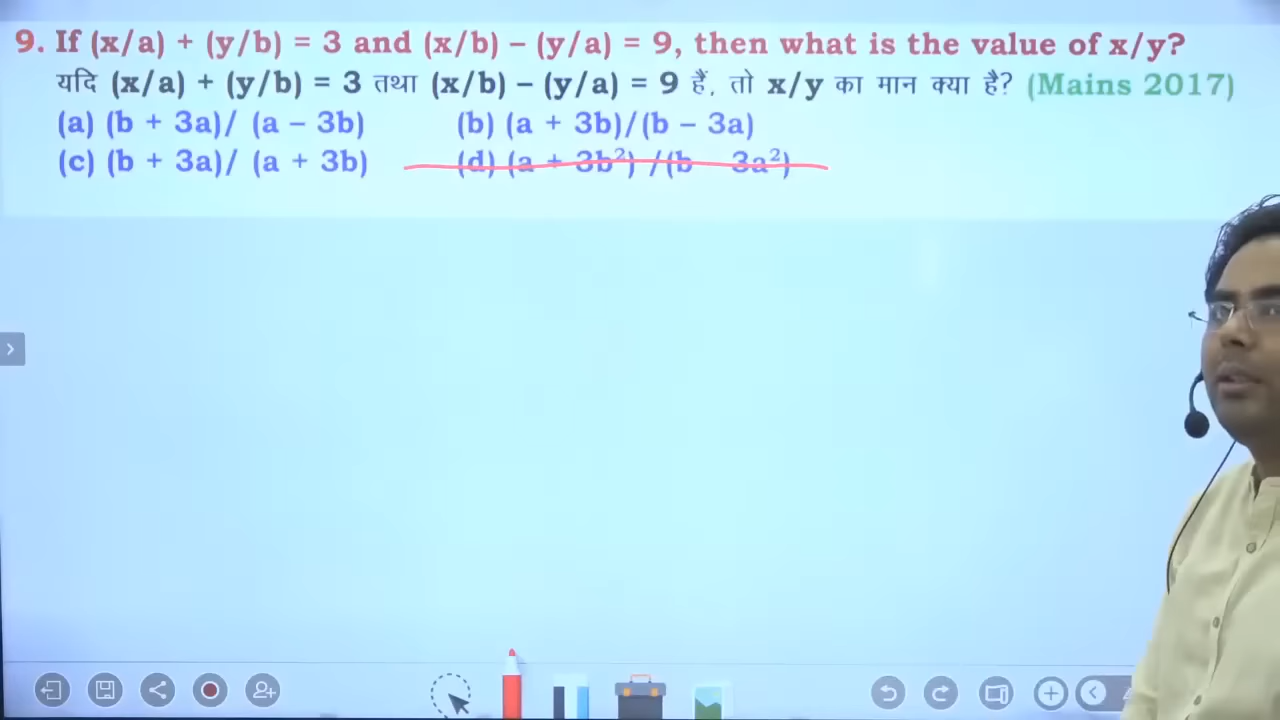 9. If (x/a) + (y/b) = 3 and (x/b) – (y/a) = 9, then what is the value of x/y?
यदि (x/a) + (y/b) = 3 तथा (x/b) – (y/a) = 9 हैं, तो x/y का मान क्या है? (Mains 2017)
(a) (b + 3a)/ (a – 3b) (b) (a + 3b)/(b – 3a)
(c) (b + 3a)/ (a + 3b) (d) (a + 3b²) /(b – 3a²)